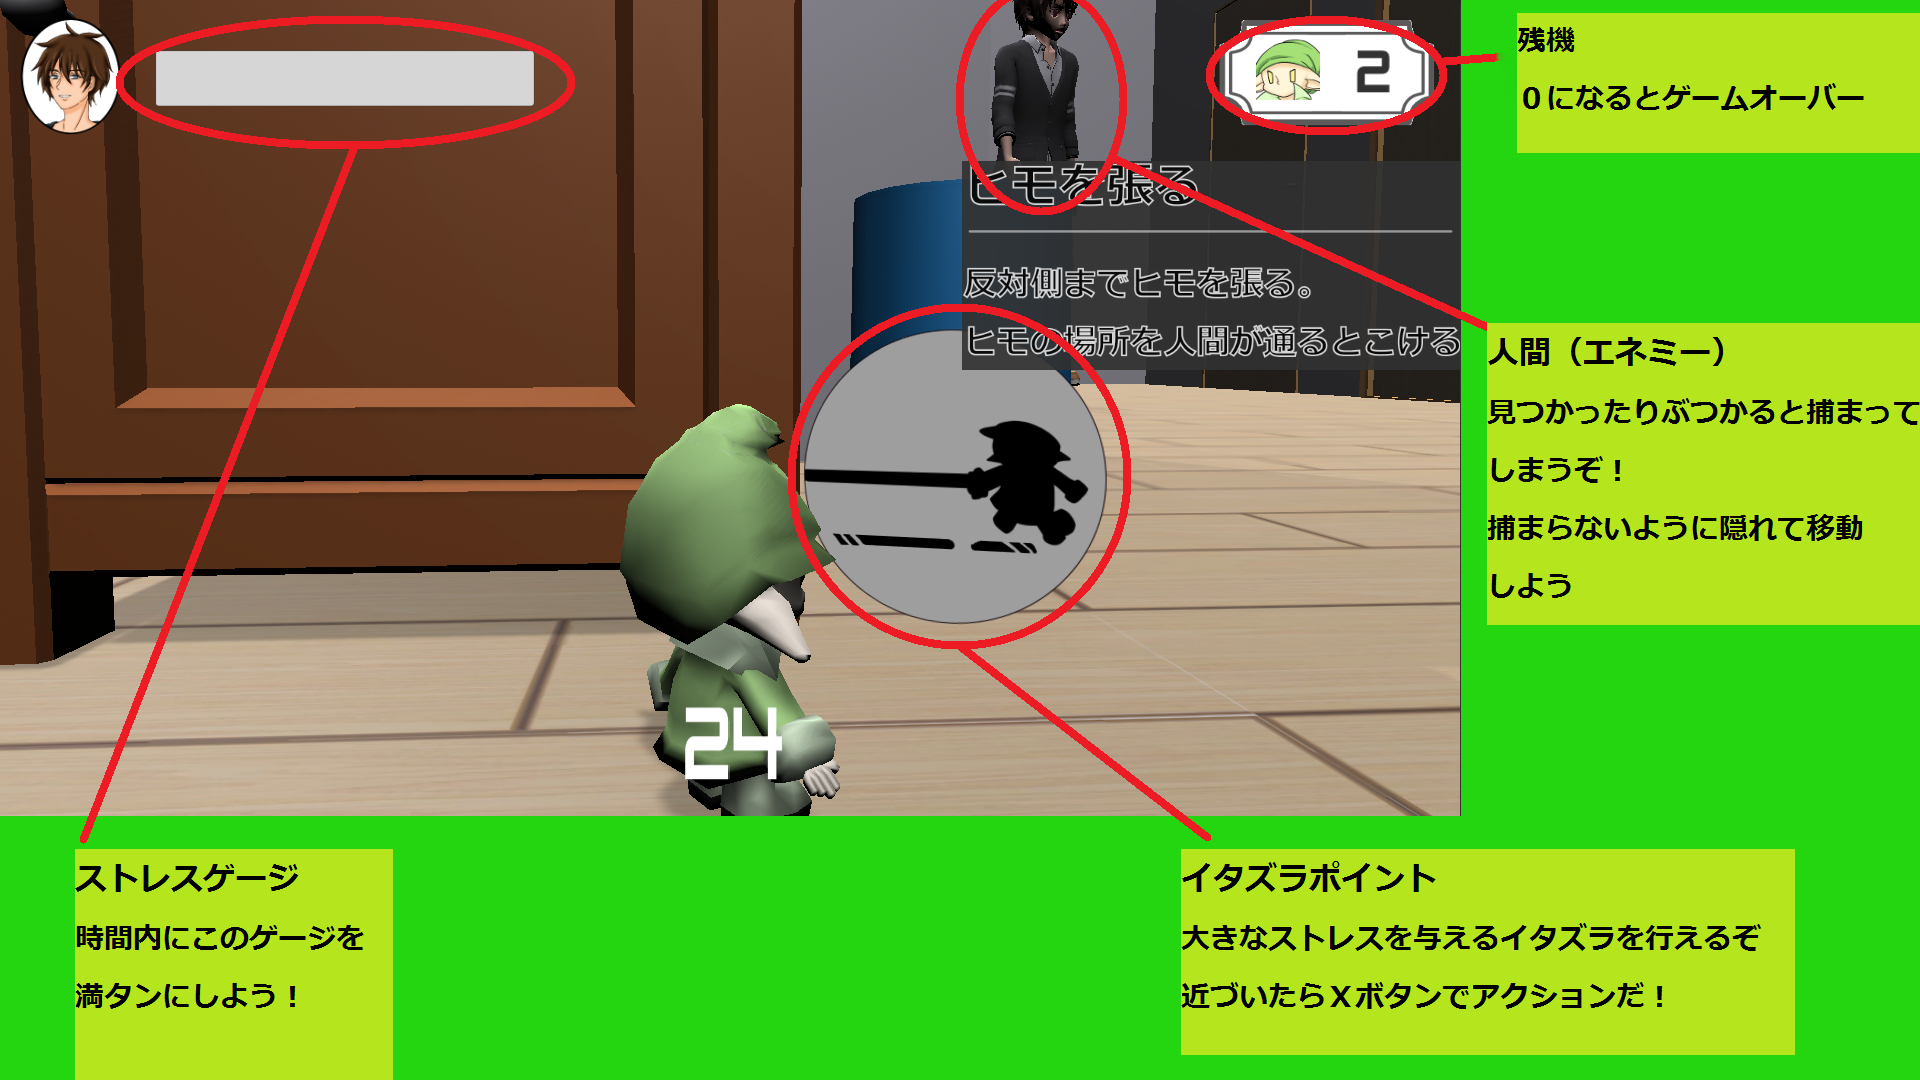 2
残機
０になるとゲームオーバー
ヒモを張る
反対側までヒモを張る。
ヒモの場所を人間が通るとこける
人間（エネミー）
見つかったりぶつかると捕まって
しまうぞ！
捕まらないように隠れて移動
しよう
24
ストレスゲージ
時間内にこのゲージを
満タンにしよう！
イタズラポイント
大きなストレスを与えるイタズラを行えるぞ
近づいたらＸボタンでアクションだ！